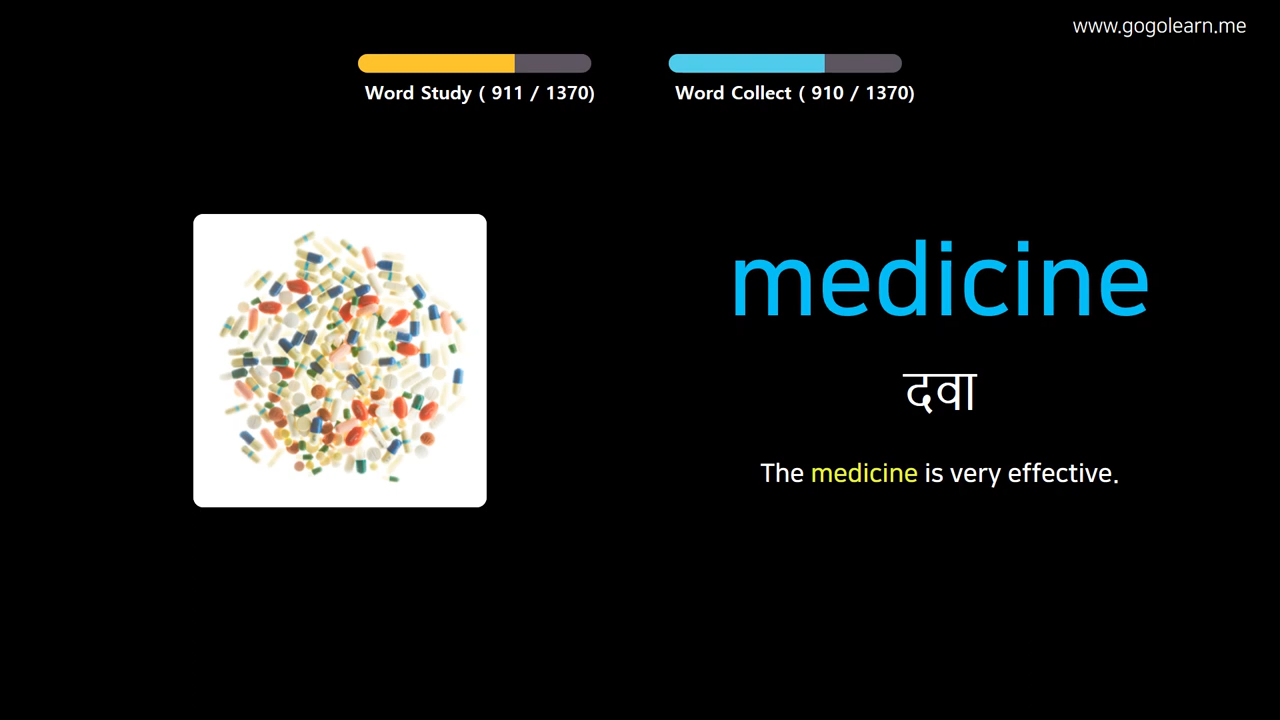 www.gogolearn.me
Word Study ( 911 / 1370)
Word Collect ( 910 / 1370)
medicine
दवा
The medicine is very effective.